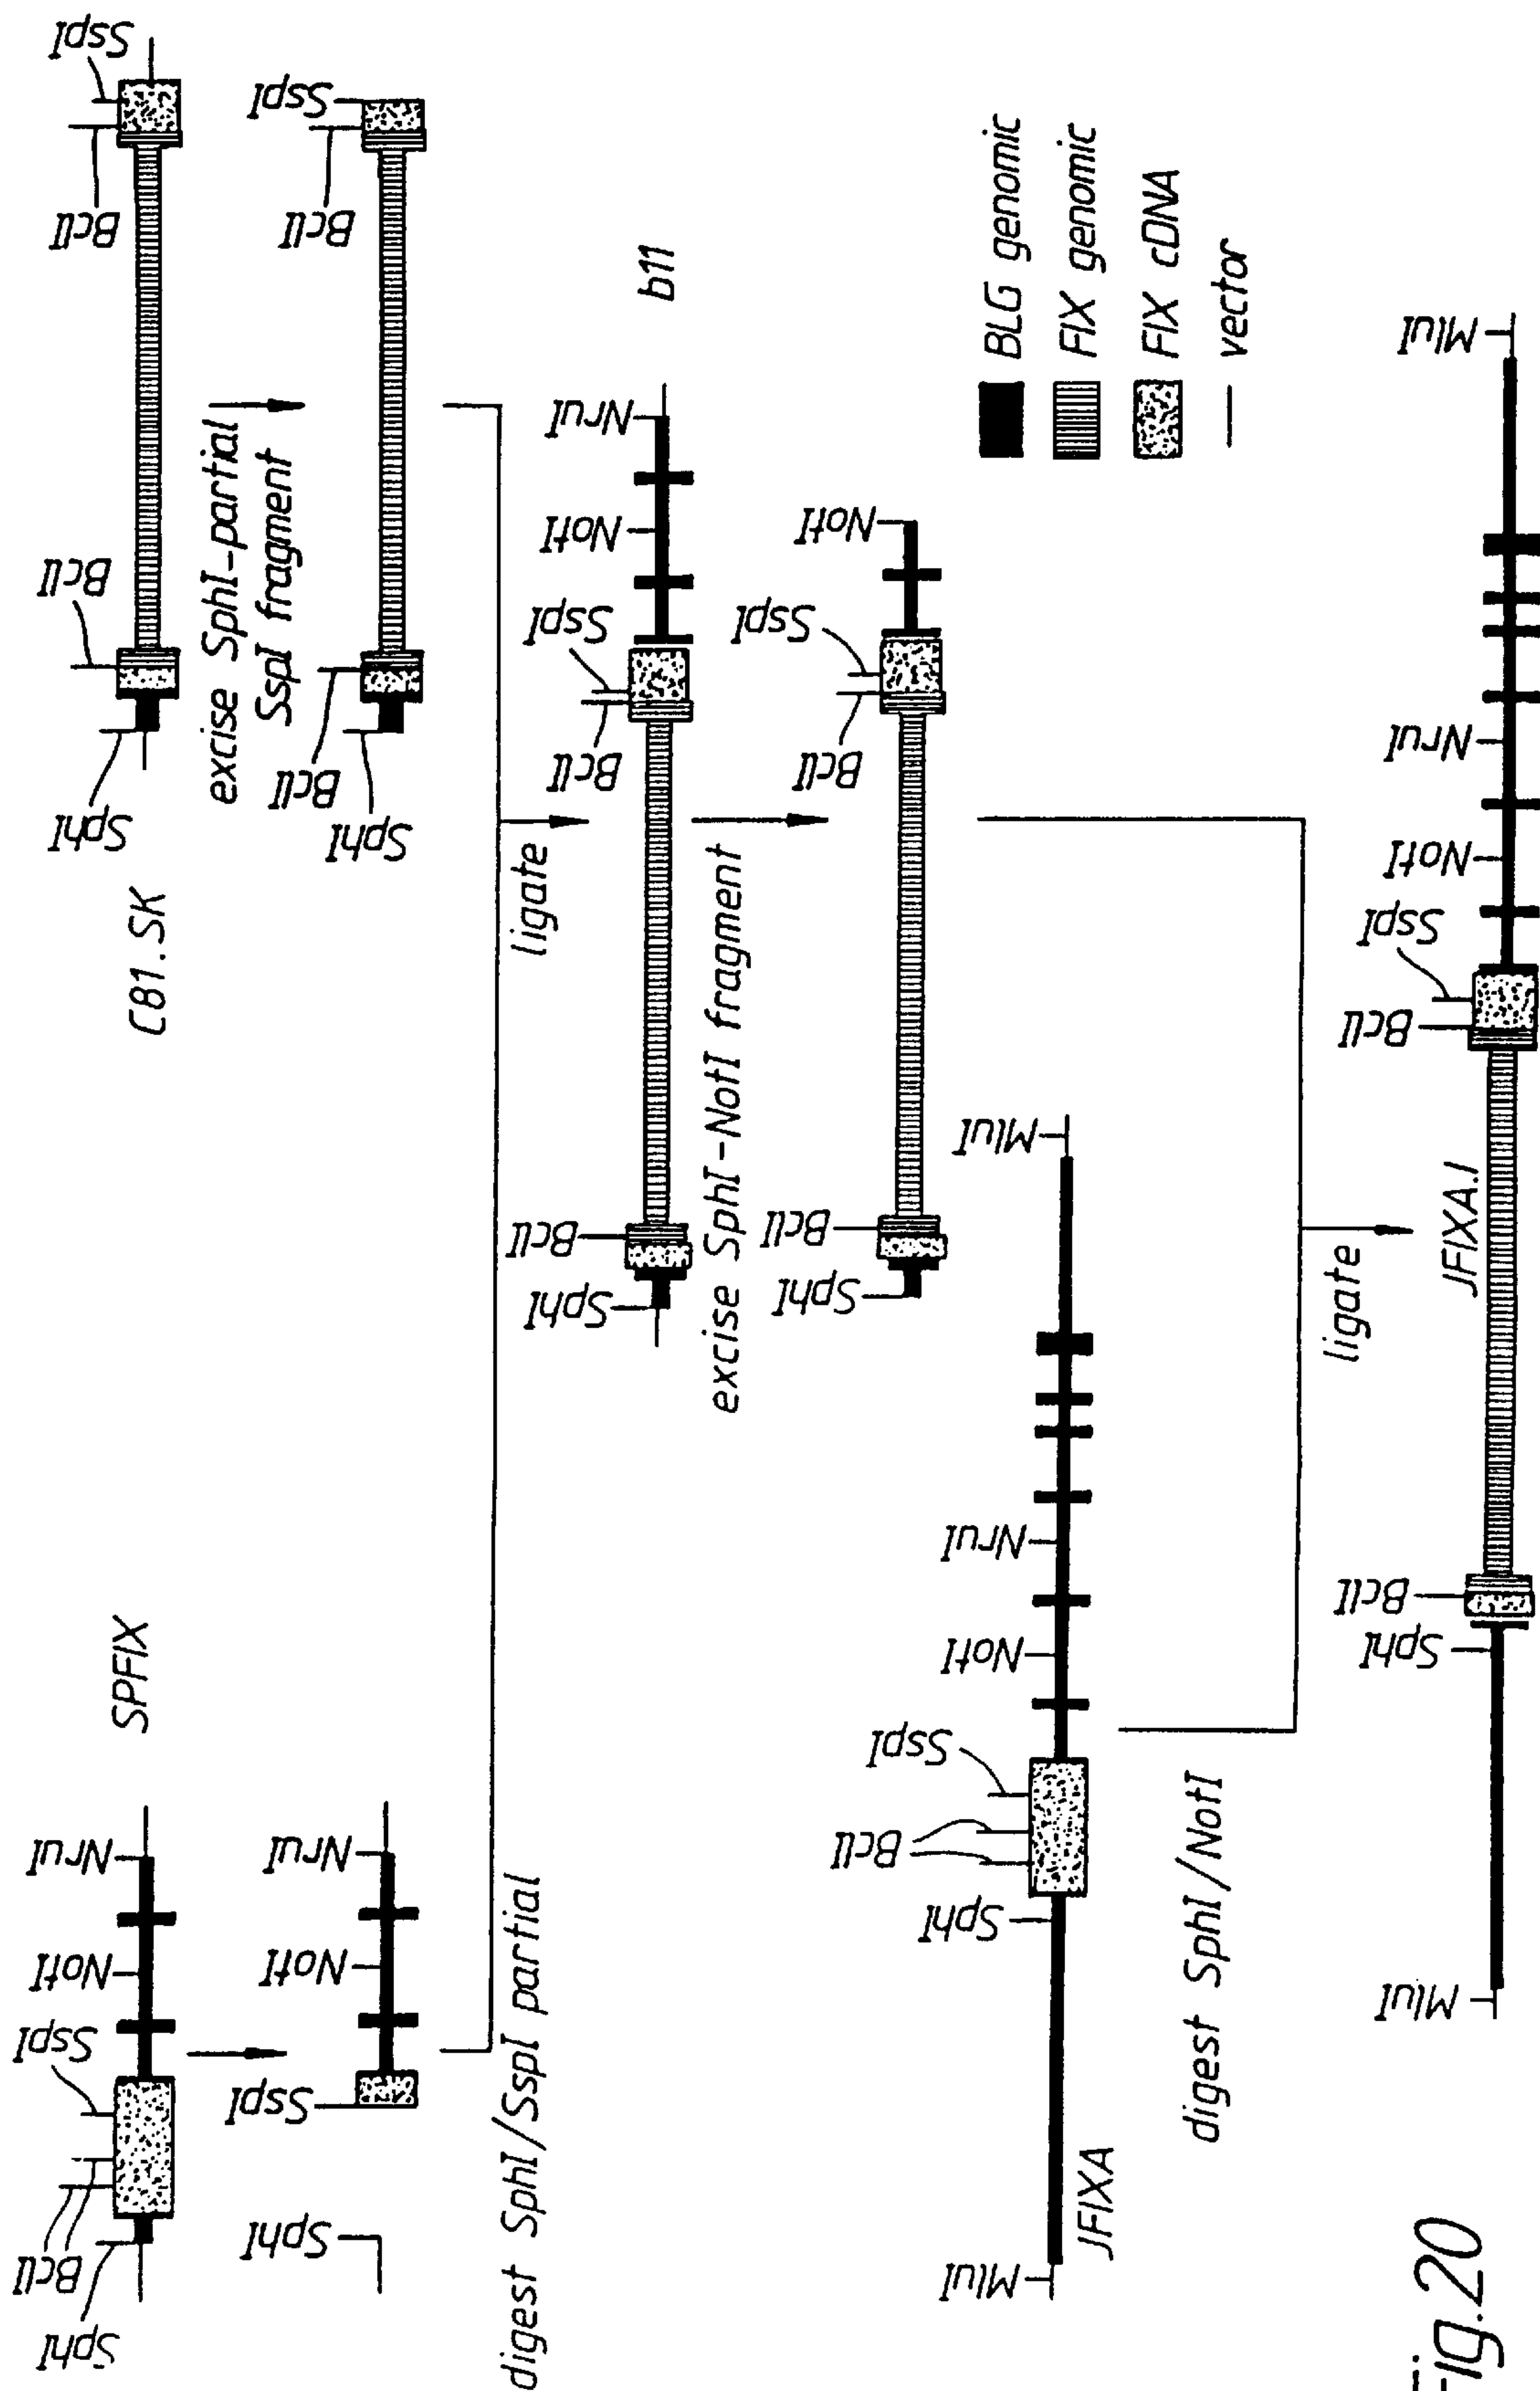 SphI
BclI
SspI
NotI
NruI
SPFIX
C81.SK
SphI
BclI
BclI
SspI
excise SphI-partial
SspI fragment
SphI
SspI
NotI
NruI
SphI
BclI
BclI
SspI
digest SphI/SspI partial
ligate
SphI
BclI
BclI
SspI
NotI
NruI
b11
excise SphI-NotI fragment
SphI
BclI
BclI
SspI
NotI
MluI
SphI
BclI
SspI
NotI
NruI
MluI
JFIXA
BLG genomic
FIX genomic
FIX cDNA
vector
digest SphI/NotI
ligate
MluI
SphI
BclI
JFIXA.I
BclI
SspI
NotI
NruI
MluI
Fig.20